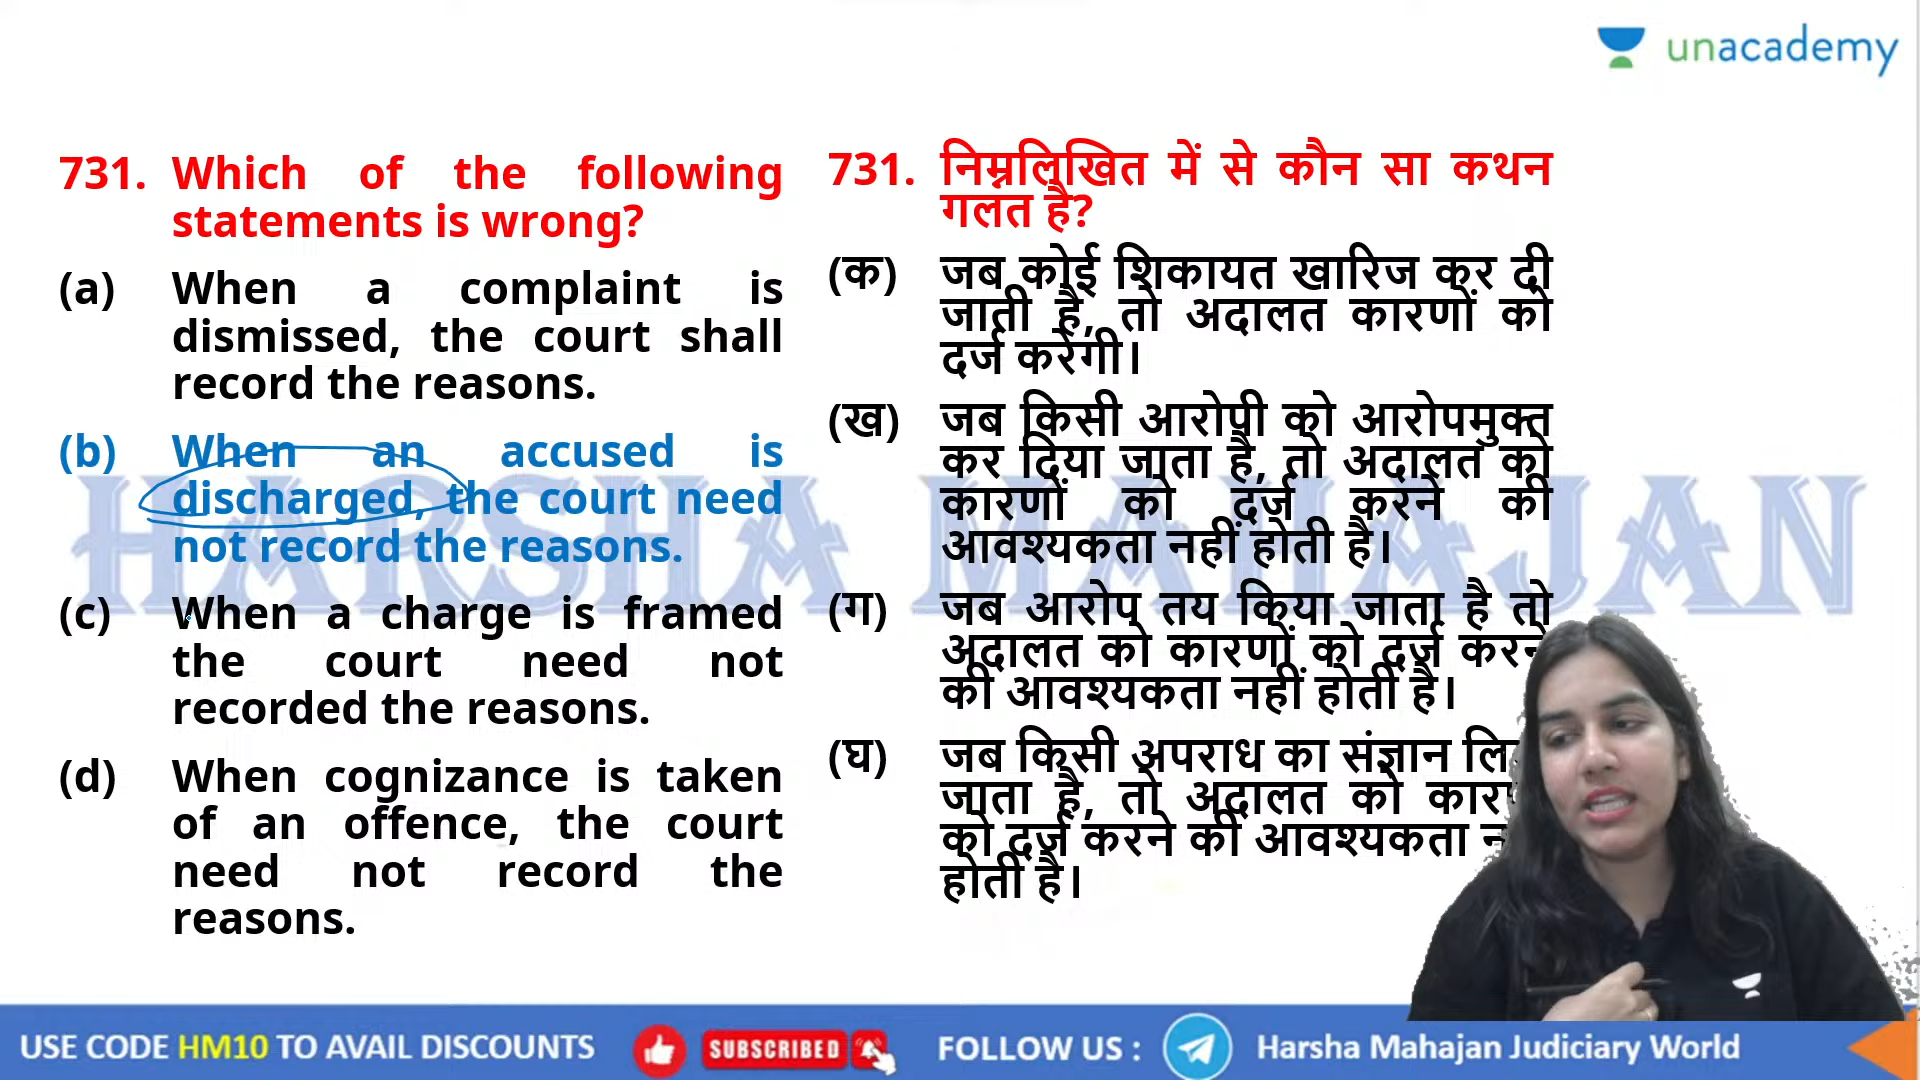 unacademy
731. Which of the following
statements is wrong?
(a) When a complaint is
dismissed, the court shall
record the reasons.
(b) When an accused is
discharged, the court need
not record the reasons.
(c) When a charge is framed
the court need not
recorded the reasons.
(d) When cognizance is taken
of an offence, the court
need not record the
reasons.
731. निम्नलिखित में से कौन सा कथन
गलत है?
(क) जब कोई शिकायत खारिज कर दी
जाती है, तो अदालत कारणों को
दर्ज करेगी।
(ख) जब किसी आरोपी को आरोपमुक्त
कर दिया जाता है, तो अदालत को
कारणों को दर्ज करने की
आवश्यकता नहीं होती है।
(ग) जब आरोप तय किया जाता है तो
अदालत को कारणों को दर्ज करने
की आवश्यकता नहीं होती है।
(घ) जब किसी अपराध का संज्ञान
जाता है, तो अदालत को
को दर्ज करने की आवश्यकता
होती है।
HARSHA MAHAJAN
USE CODE HM10 TO AVAIL DISCOUNTS
SUBSCRIBED
FOLLOW US :
Harsha Mahajan Judiciary World